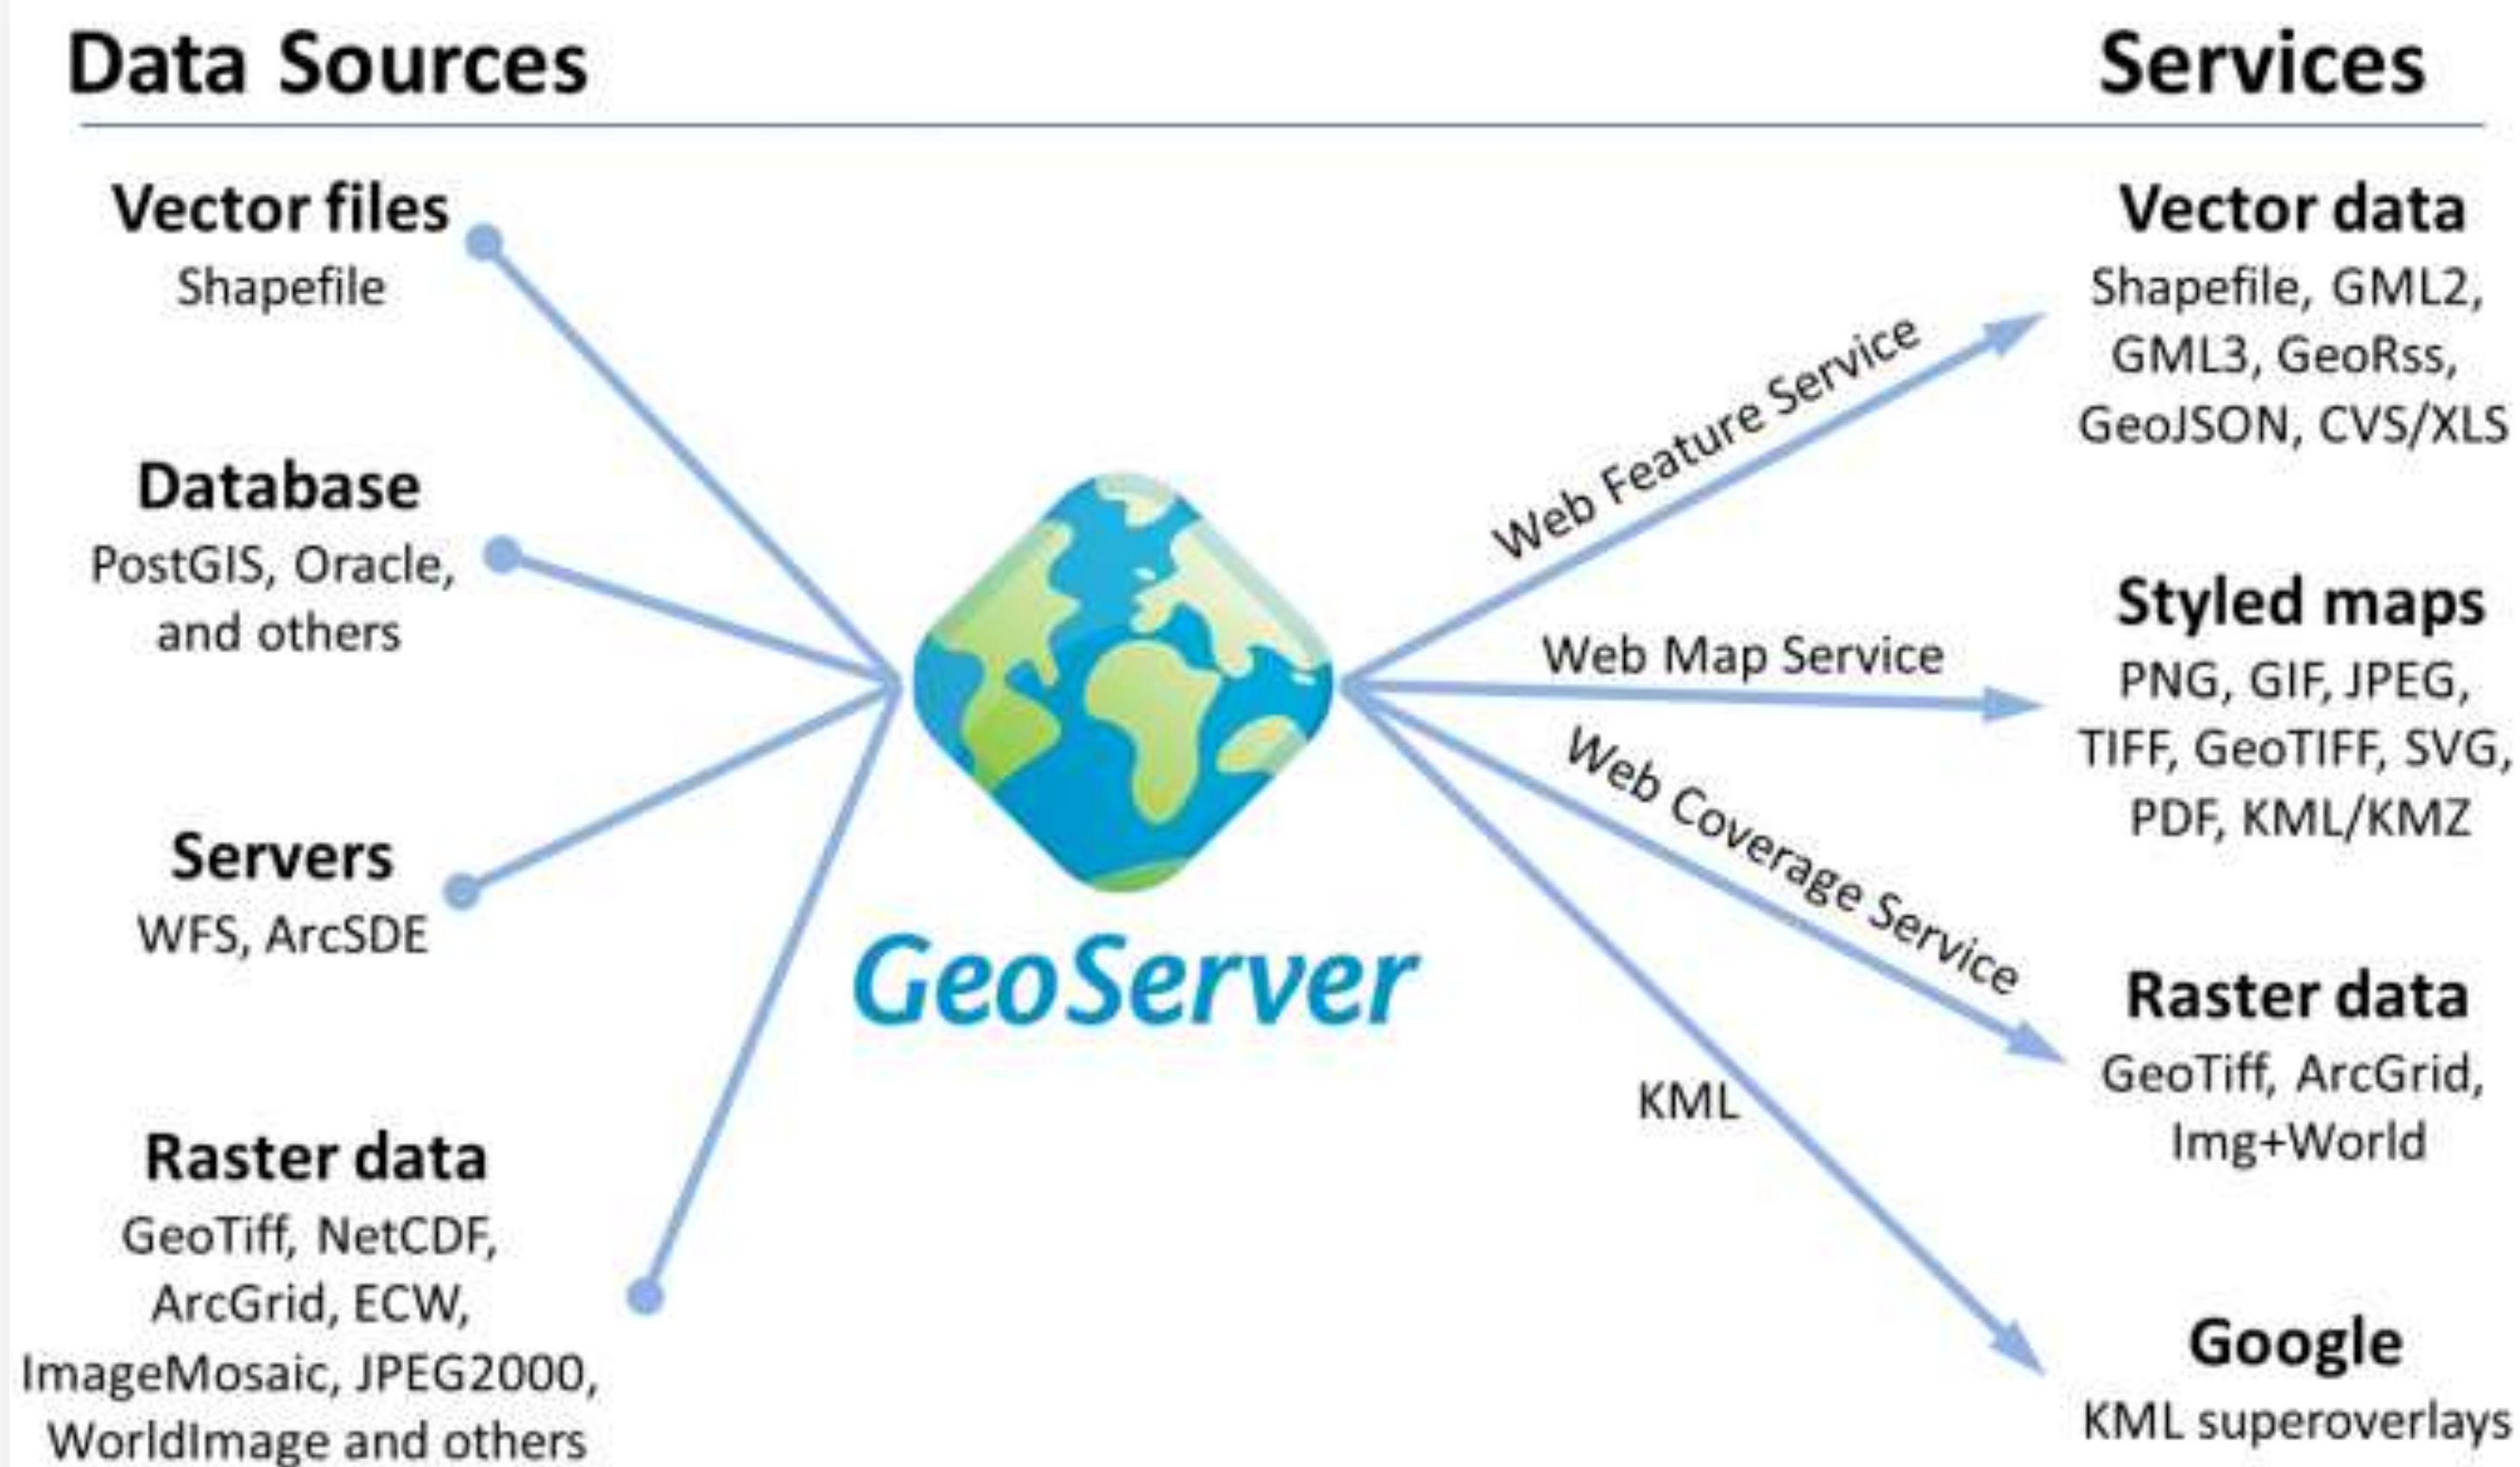 Data Sources
Services
Vector files
Shapefile
Database
PostGIS, Oracle,
and others
Servers
WFS, ArcSDE
Raster data
GeoTiff, NetCDF,
ArcGrid, ECW,
ImageMosaic, JPEG2000,
WorldImage and others
GeoServer
Web Feature Service
Web Map Service
Web Coverage Service
KML
Vector data
Shapefile, GML2,
GML3, GeoRss,
GeoJSON, CVS/XLS
Styled maps
PNG, GIF, JPEG,
TIFF, GeoTIFF, SVG,
PDF, KML/KMZ
Raster data
GeoTiff, ArcGrid,
Img+World
Google
KML superoverlays